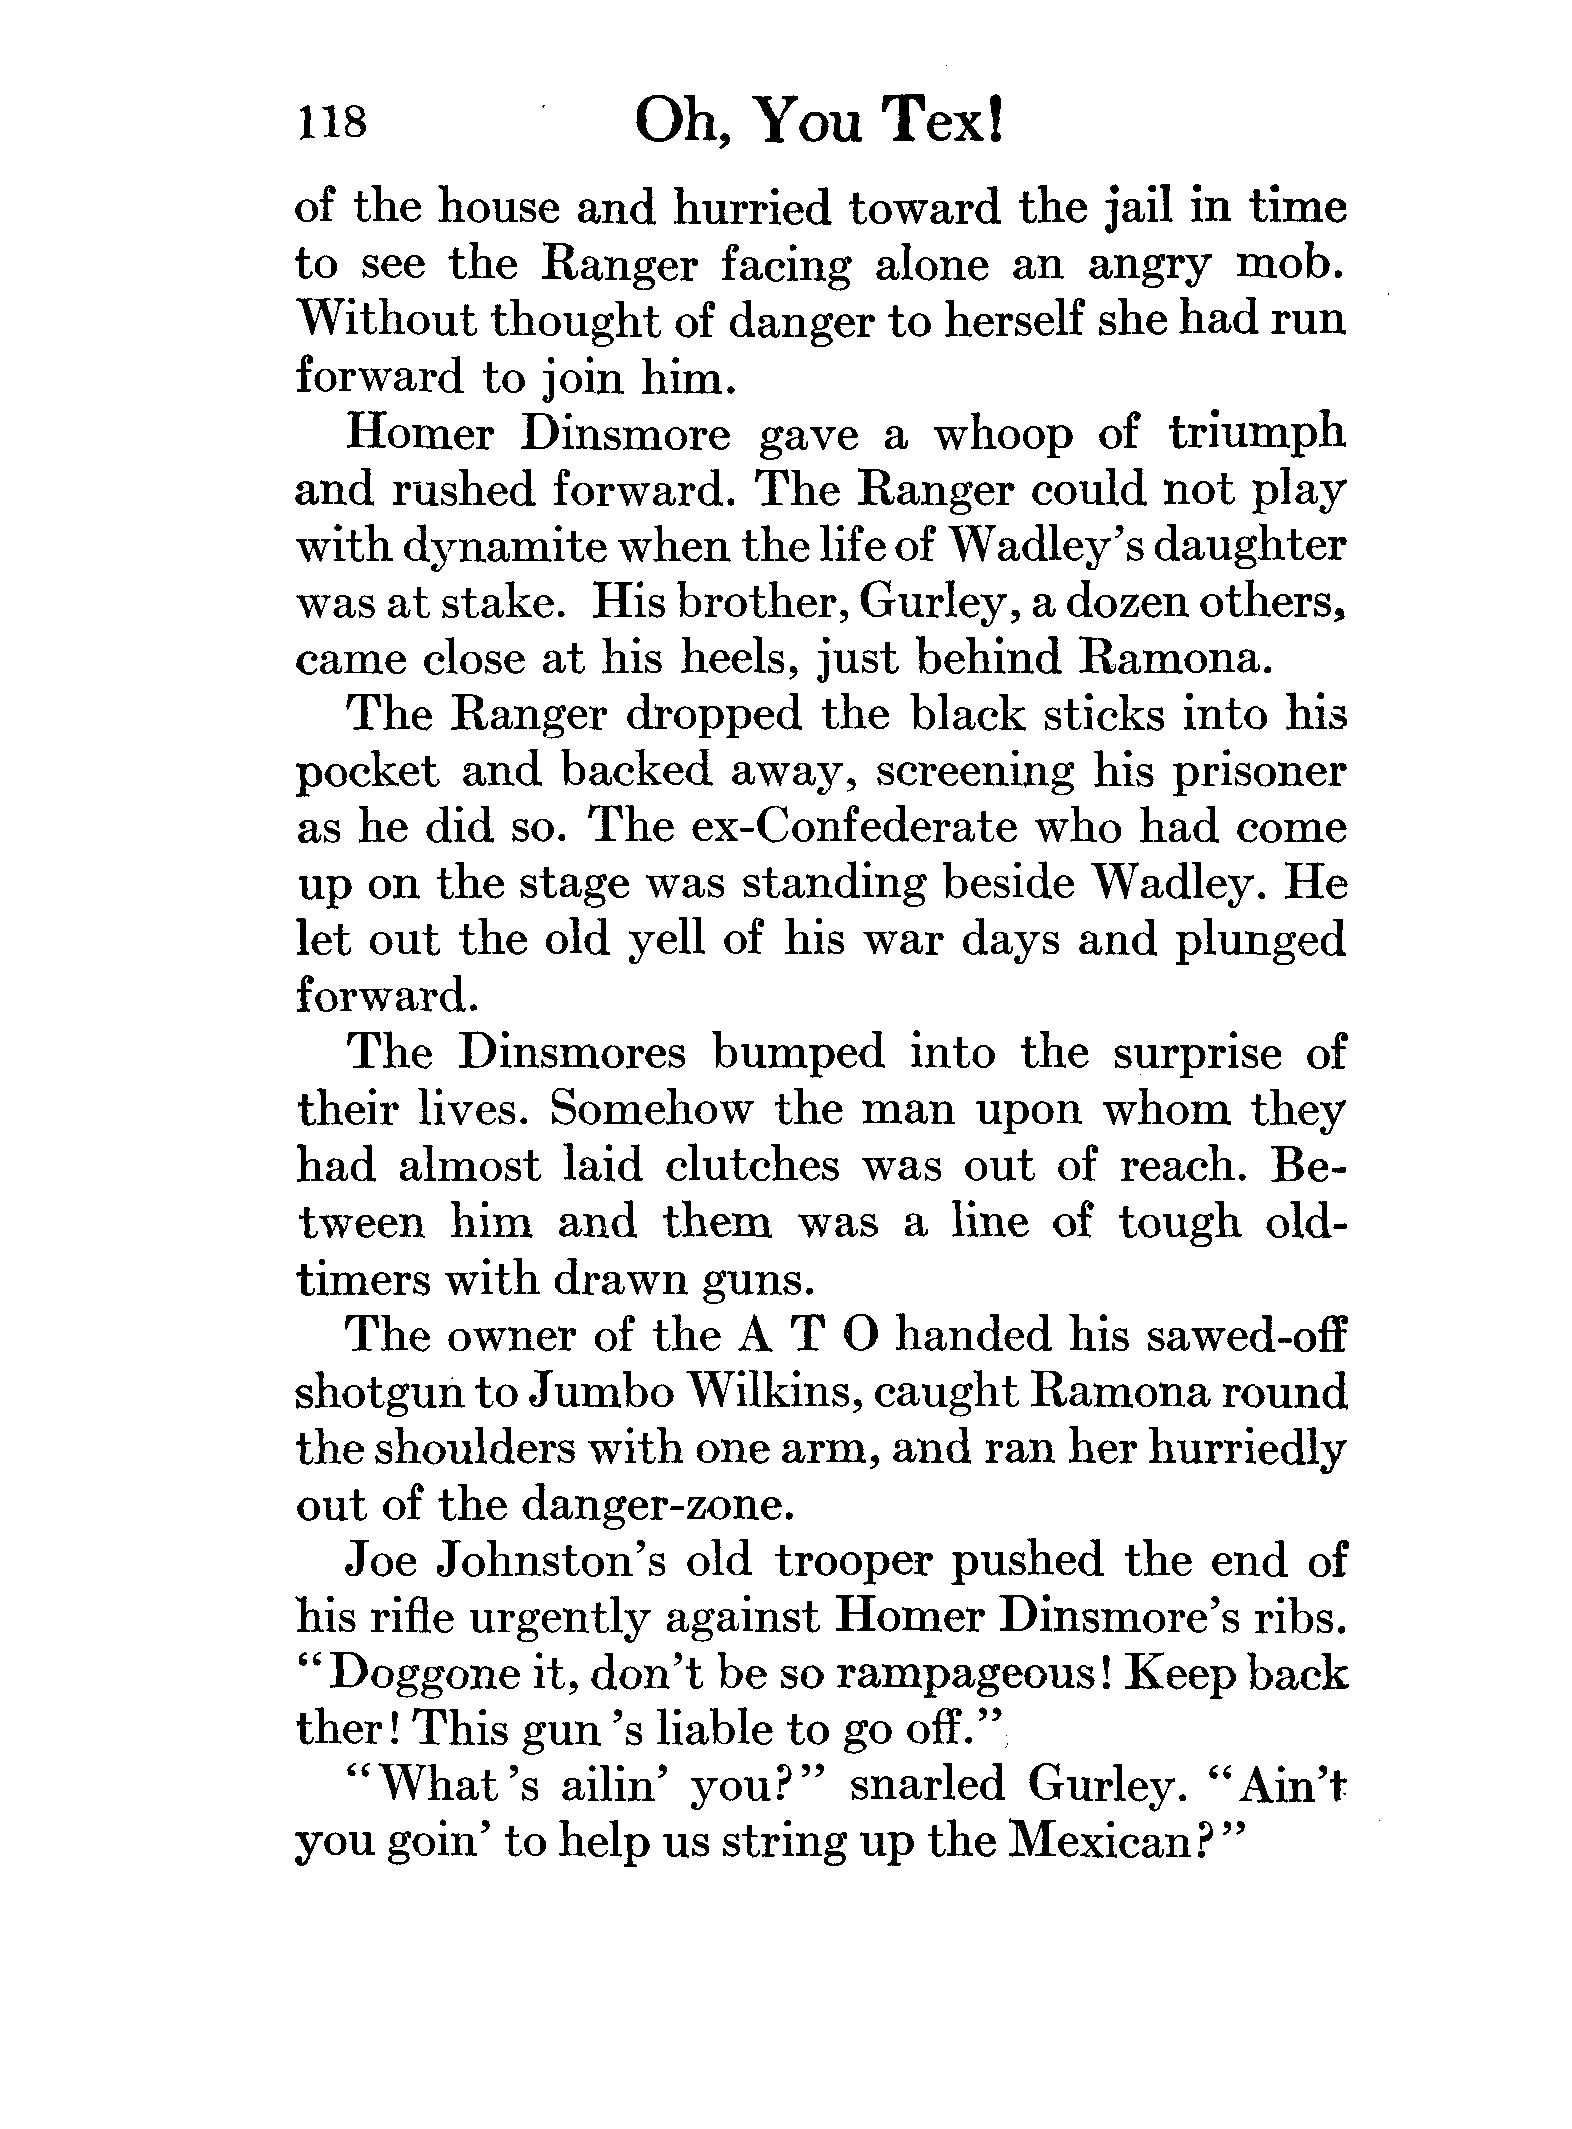 118 Oh, You Tex!
of the house and hurried toward the jail in time
to see the Ranger facing alone an angry mob.
Without thought of danger to herself she had run
forward to join him.
Homer Dinsmore gave a whoop of triumph
and rushed forward. The Ranger could not play
with dynamite when the life of Wadley's daughter
was at stake. His brother, Gurley, a dozen others,
came close at his heels, just behind Ramona.
The Ranger dropped the black sticks into his
pocket and backed away, screening his prisoner
as he did so. The ex-Confederate who had come
up on the stage was standing beside Wadley. He
let out the old yell of his war days and plunged
forward.
The Dinsmores bumped into the surprise of
their lives. Somehow the man upon whom they
had almost laid clutches was out of reach. Be-
tween him and them was a line of tough old-
timers with drawn guns.
The owner of the A T O handed his sawed-off
shotgun to Jumbo Wilkins, caught Ramona round
the shoulders with one arm, and ran her hurriedly
out of the danger-zone.
Joe Johnston's old trooper pushed the end of
his rifle urgently against Homer Dinsmore's ribs.
"Doggone it, don't be so rampageous! Keep back
ther! This gun 's liable to go off."
"What 's ailin' you?" snarled Gurley. "Ain't
you goin' to help us string up the Mexican?"